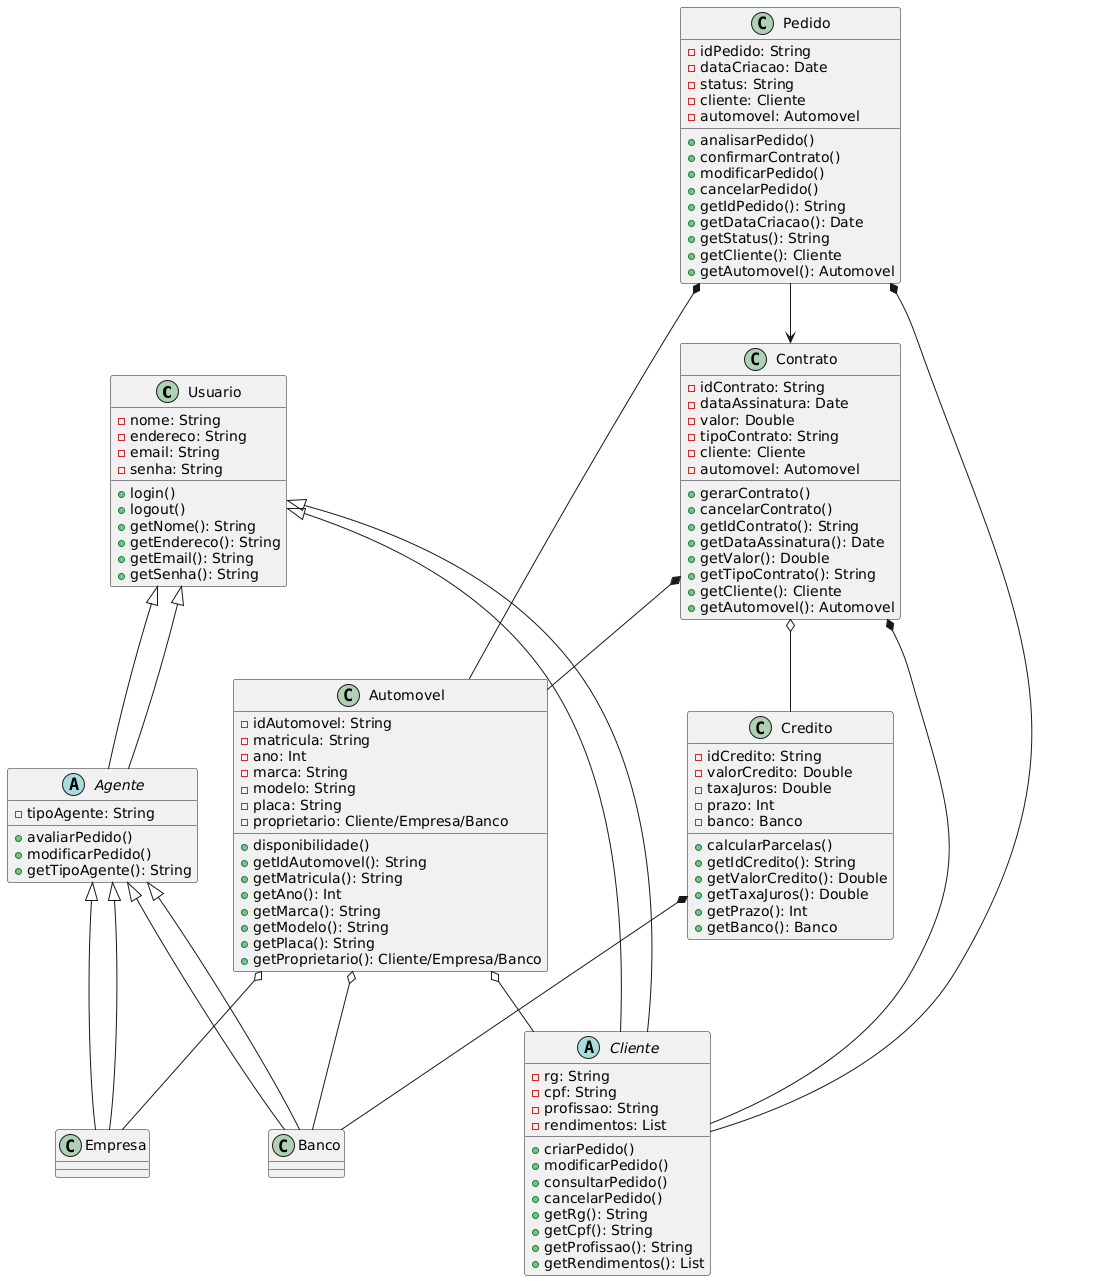 C Pedido
idPedido: String
dataCriacao: Date
status: String
cliente: Cliente
automovel: Automovel
analisarPedido()
confirmarContrato()
modificarPedido()
cancelarPedido()
getIdPedido(): String
getDataCriacao(): Date
getStatus(): String
getCliente(): Cliente
getAutomovel(): Automovel
C Contrato
idContrato: String
dataAssinatura: Date
valor: Double
tipoContrato: String
cliente: Cliente
automovel: Automovel
gerarContrato()
cancelarContrato()
getIdContrato(): String
getDataAssinatura(): Date
getValor(): Double
getTipoContrato(): String
getCliente(): Cliente
getAutomovel(): Automovel
C Usuario
nome: String
endereco: String
email: String
senha: String
login()
logout()
getNome(): String
getEndereco(): String
getEmail(): String
getSenha(): String
C Automovel
idAutomovel: String
matricula: String
ano: Int
marca: String
modelo: String
placa: String
proprietario: Cliente/Empresa/Banco
disponibilidade()
getIdAutomovel(): String
getMatricula(): String
getAno(): Int
getMarca(): String
getModelo(): String
getPlaca(): String
getProprietario(): Cliente/Empresa/Banco
C Credito
idCredito: String
valorCredito: Double
taxaJuros: Double
prazo: Int
banco: Banco
calcularParcelas()
getIdCredito(): String
getValorCredito(): Double
getTaxaJuros(): Double
getPrazo(): Int
getBanco(): Banco
A Agente
tipoAgente: String
avaliarPedido()
modificarPedido()
getTipoAgente(): String
C Empresa
C Banco
A Cliente
rg: String
cpf: String
profissao: String
rendimentos: List
criarPedido()
modificarPedido()
consultarPedido()
cancelarPedido()
getRg(): String
getCpf(): String
getProfissao(): String
getRendimentos(): List